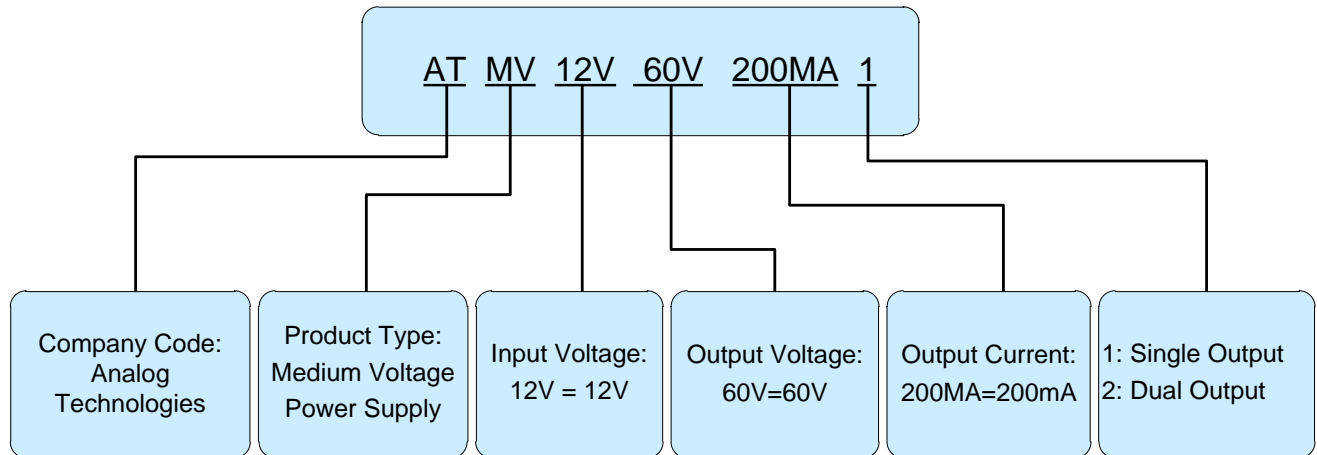 AT MV 12V 60V 200MA 1
Company Code:
Analog
Technologies
Product Type:
Medium Voltage
Power Supply
Input Voltage:
12V = 12V
Output Voltage:
60V=60V
Output Current:
200MA=200mA
1: Single Output
2: Dual Output